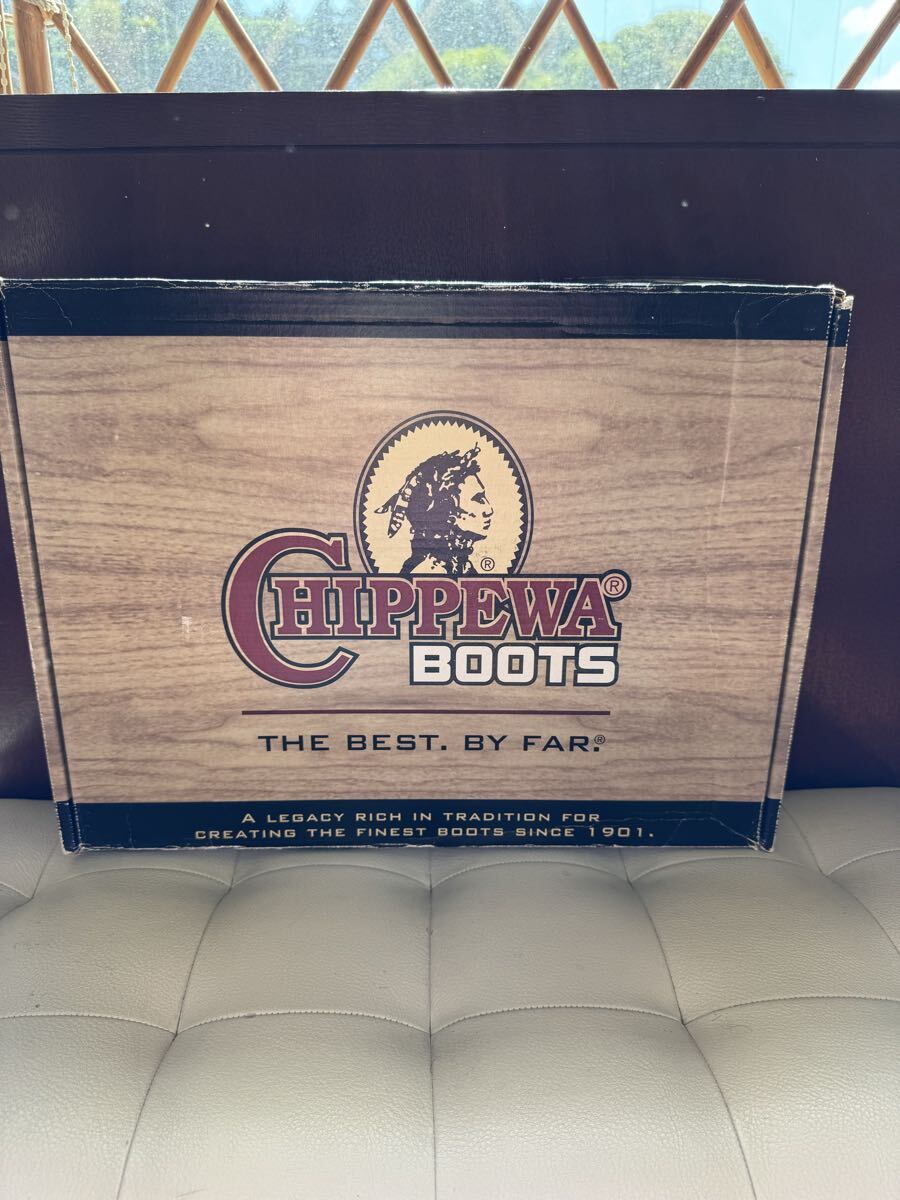 ®
CHIPPEWA®
BOOTS
THE BEST. BY FAR.®
A LEGACY RICH IN TRADITION FOR
CREATING THE FINEST BOOTS SINCE 1901.